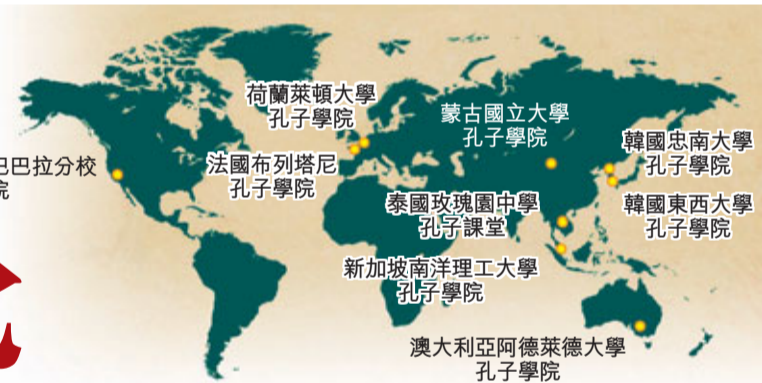 荷蘭萊頓大學
孔子學院
蒙古國立大學
孔子學院
韓國忠南大學
孔子學院
巴拉分校
院
法國布列塔尼
孔子學院
泰國玫瑰園中學
孔子課堂
韓國東西大學
孔子學院
新加坡南洋理工大學
孔子學院
澳大利亞阿德萊德大學
孔子學院